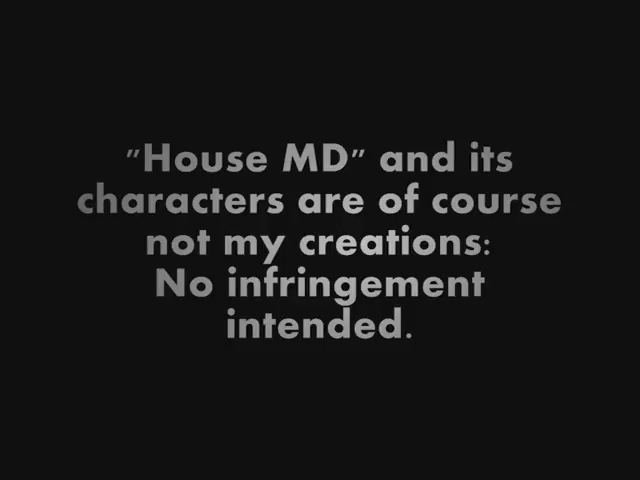 "House MD" and its
characters are of course
not my creations:
No infringement
intended.